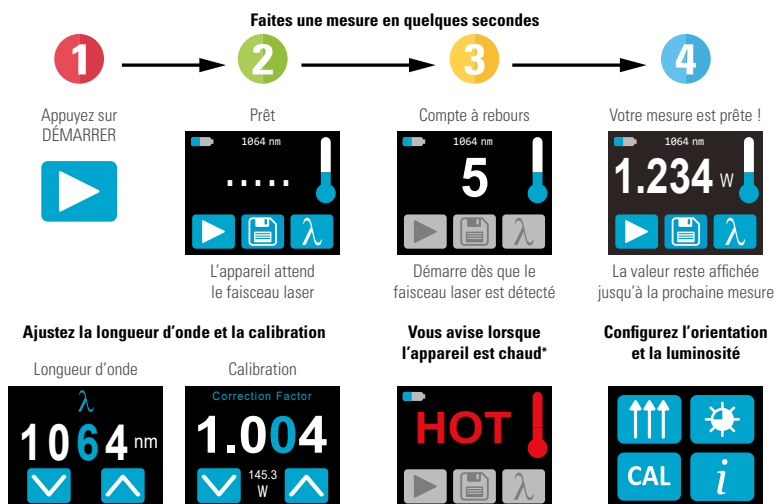 Faites une mesure en quelques secondes
1
2
3
4
Appuyez sur
DÉMARRER
Prêt
1064 nm
.....
λ
L'appareil attend
le faisceau laser
Compte à rebours
1064 nm
5
λ
Démarre dès que le
faisceau laser est détecté
Votre mesure est prête !
1064 nm
1.234 W
λ
La valeur reste affichée
jusqu'à la prochaine mesure
Ajustez la longueur d'onde et la calibration
Longueur d'onde
λ
1064 nm
Calibration
Correction Factor
1.004
145.3
W
Vous avise lorsque
l'appareil est chaud*
HOT
λ
Configurez l'orientation
et la luminosité
CAL
i